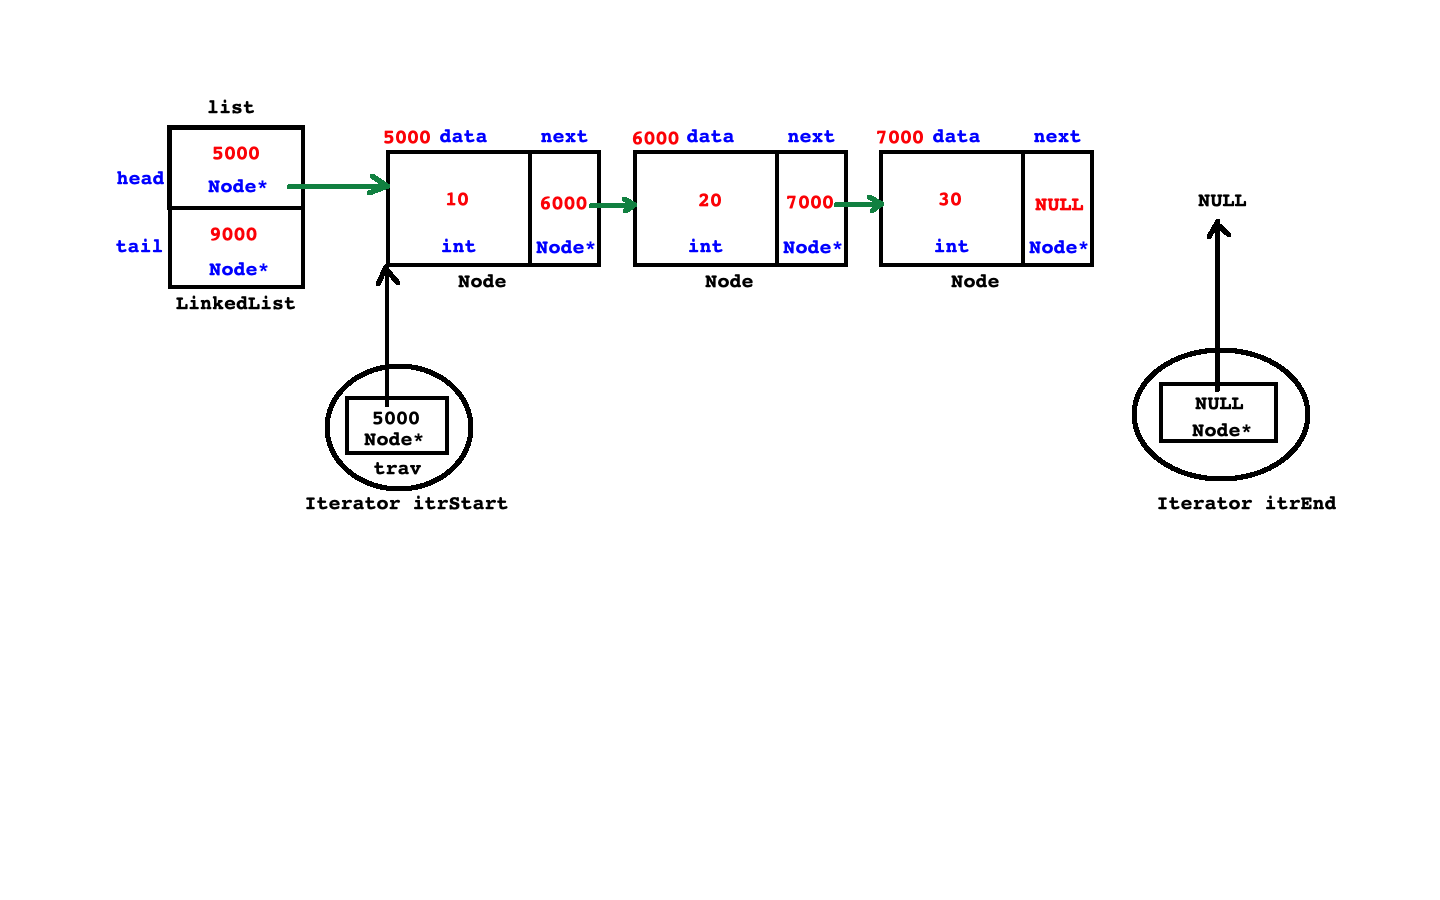 list
head
5000
Node*
tail
9000
Node*
LinkedList
5000 data next
10
6000
int
Node*
Node
6000 data next
20
7000
int
Node*
Node
7000 data next
30
NULL
int
Node*
Node
NULL
5000
Node*
trav
Iterator itrStart
NULL
Node*
Iterator itrEnd